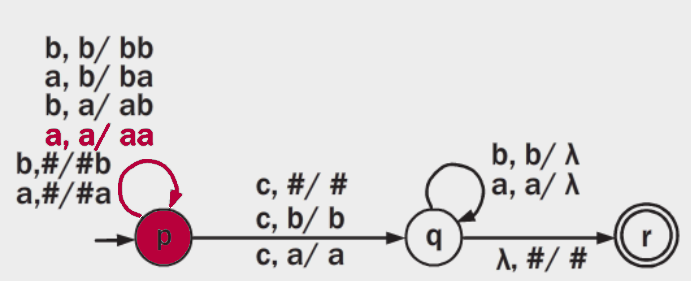 b, b/ bb
a, b/ ba
b, a/ ab
a, a/ aa
b,#/#b
a,#/#a
p
c, #/ #
c, b/ b
c, a/ a
q
b, b/ λ
a, a/ λ
λ, #/ #
r